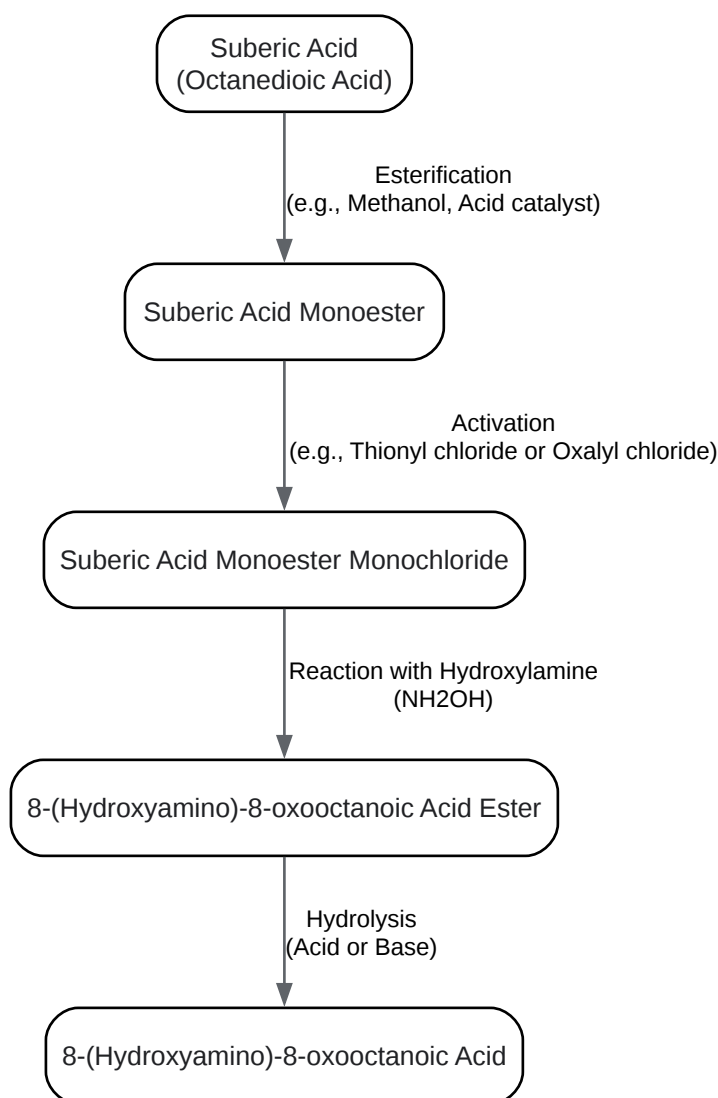 Suberic Acid
(Octanedioic Acid)
Esterification
(e.g., Methanol, Acid catalyst)
Suberic Acid Monoester
Activation
(e.g., Thionyl chloride or Oxalyl chloride)
Suberic Acid Monoester Monochloride
Reaction with Hydroxylamine
(NH2OH)
8-(Hydroxyamino)-8-oxooctanoic Acid Ester
Hydrolysis
(Acid or Base)
8-(Hydroxyamino)-8-oxooctanoic Acid